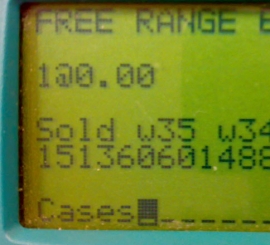 FREE RANGE E
1@0.00
Sold w35 w34
151360601488
Cases